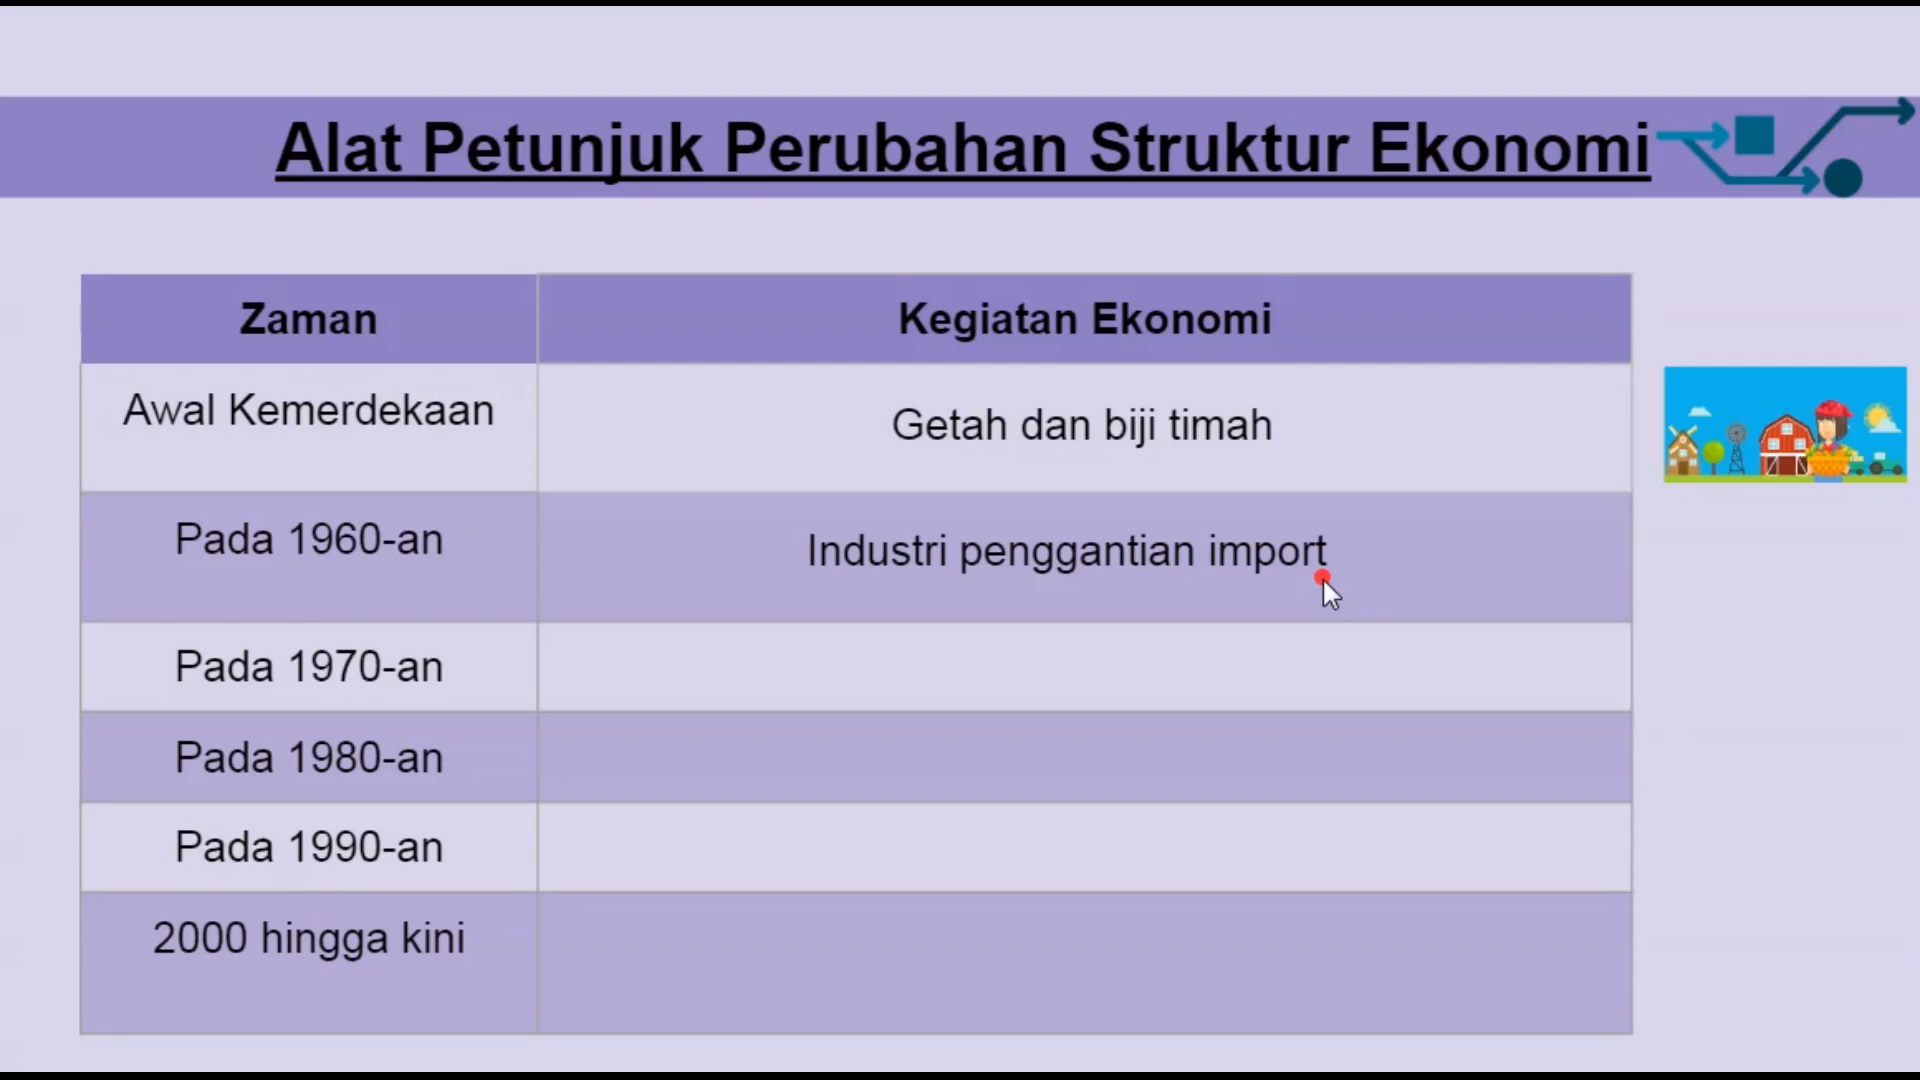 Alat Petunjuk Perubahan Struktur Ekonomi
Zaman
Kegiatan Ekonomi
Awal Kemerdekaan
Getah dan biji timah
Pada 1960-an
Industri penggantian import
Pada 1970-an
Pada 1980-an
Pada 1990-an
2000 hingga kini